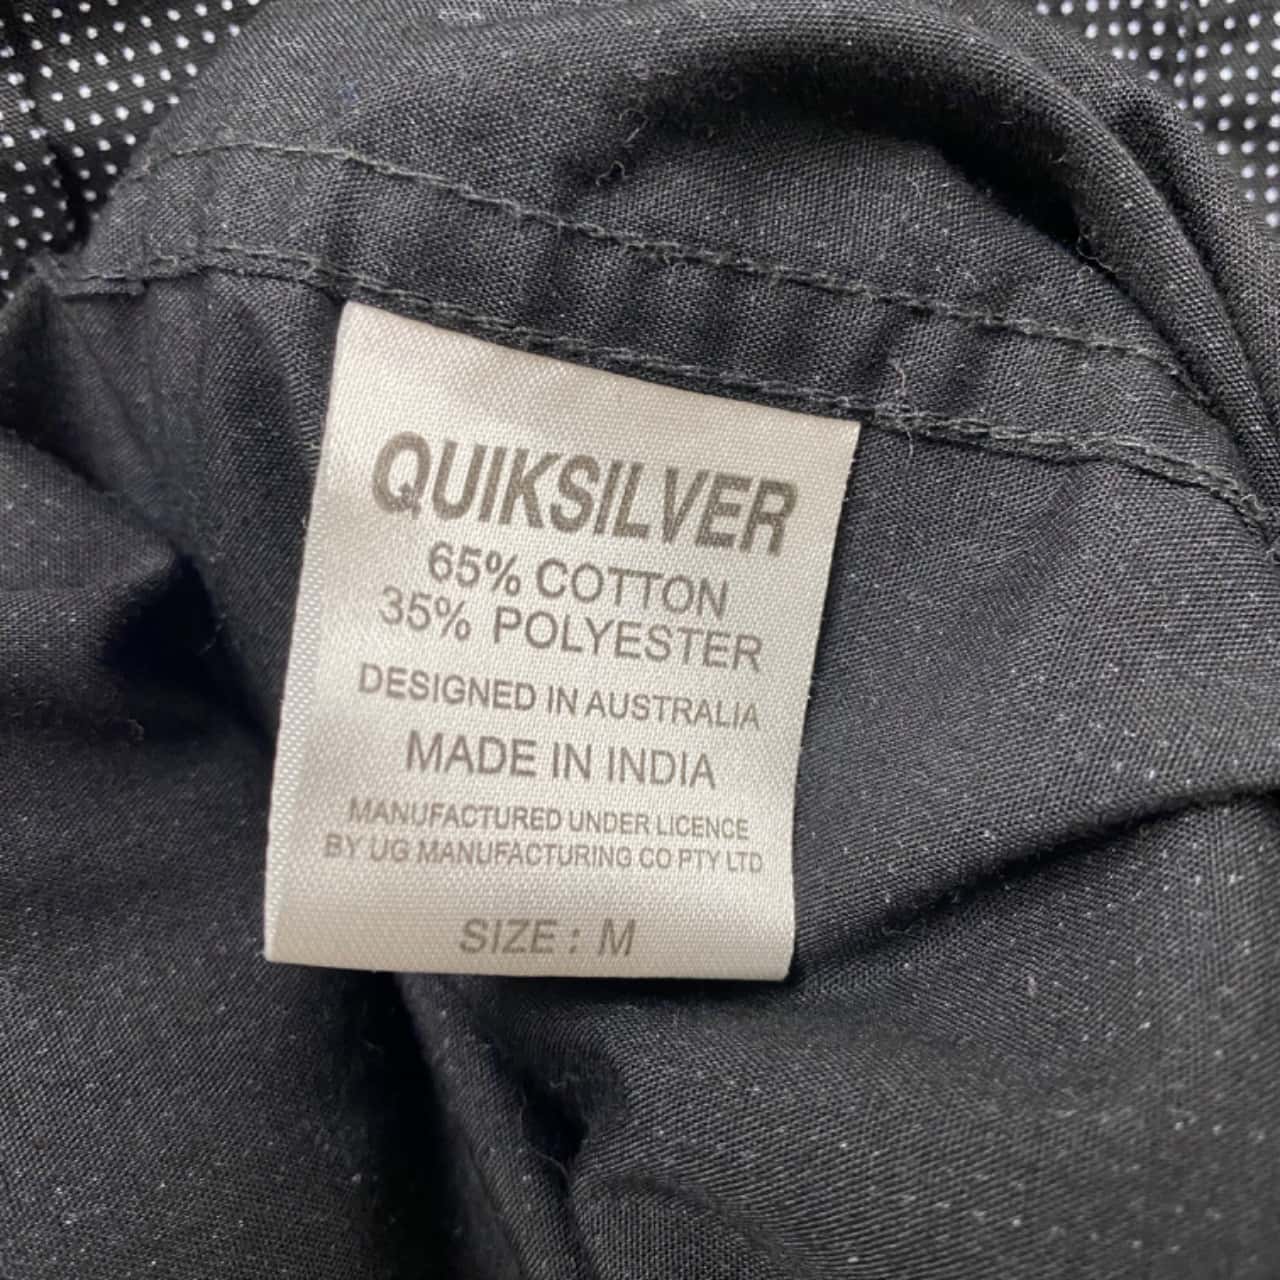 QUIKSILVER
65% COTTON
35% POLYESTER
DESIGNED IN AUSTRALIA
MADE IN INDIA
MANUFACTURED UNDER LICENCE
BY UG MANUFACTURING CO PTY LTD
SIZE : M